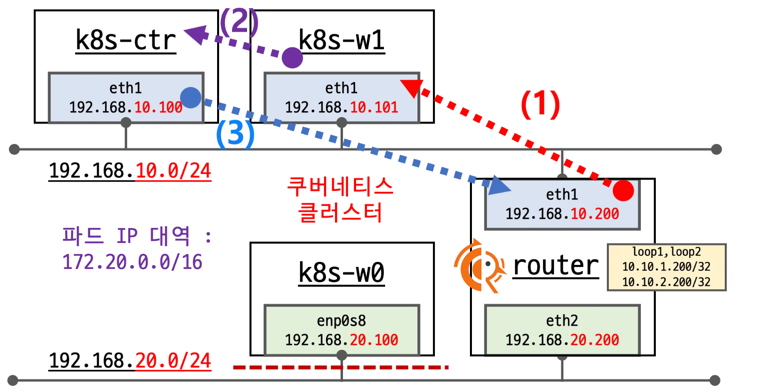 (2)
k8s-ctr
k8s-w1
eth1
192.168.10.100
eth1
192.168.10.101
(1)
(3)
192.168.10.0/24
쿠버네티스
클러스터
eth1
192.168.10.200
파드 IP 대역 :
172.20.0.0/16
k8s-w0
router
loop1,loop2
10.10.1.200/32
10.10.2.200/32
enp0s8
192.168.20.100
eth2
192.168.20.200
192.168.20.0/24